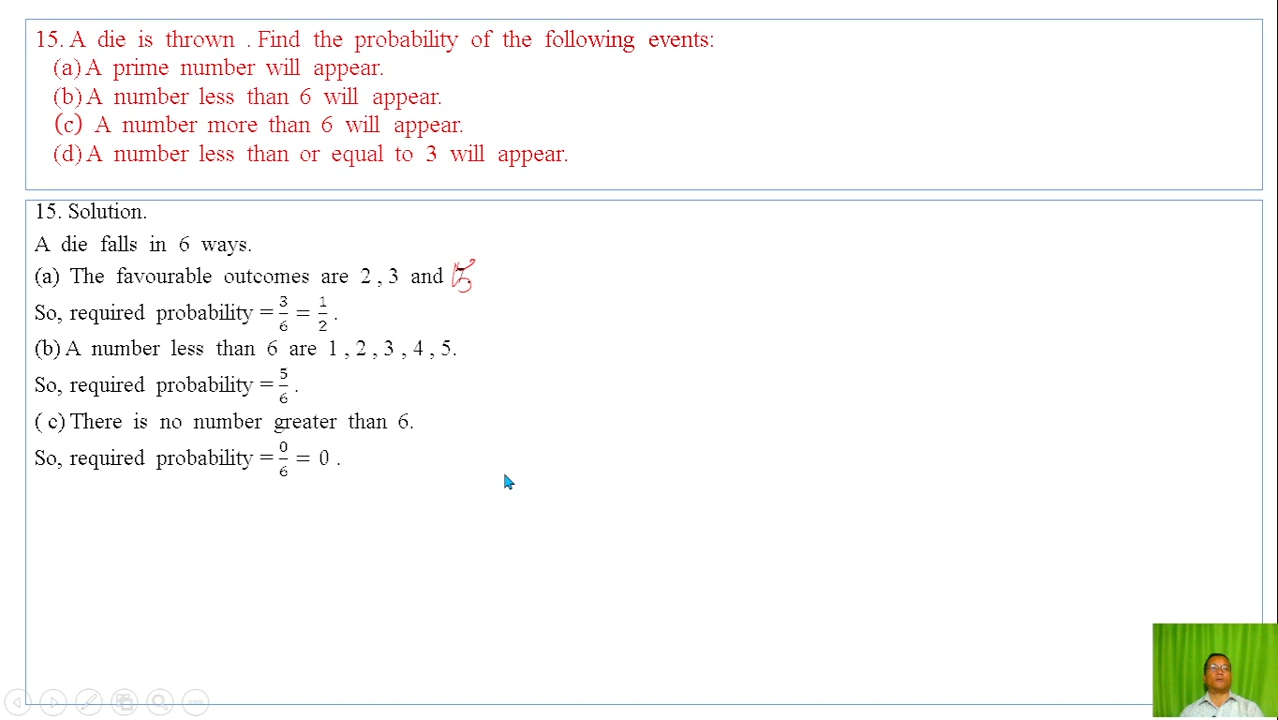 15. A die is thrown . Find the probability of the following events:
(a) A prime number will appear.
(b) A number less than 6 will appear.
(c) A number more than 6 will appear.
(d) A number less than or equal to 3 will appear.
15. Solution.
A die falls in 6 ways.
(a) The favourable outcomes are 2 , 3 and 5
So, required probability = 3/6 = 1/2 .
(b) A number less than 6 are 1 , 2 , 3 , 4 , 5.
So, required probability = 5/6 .
( c) There is no number greater than 6.
So, required probability = 0/6 = 0 .